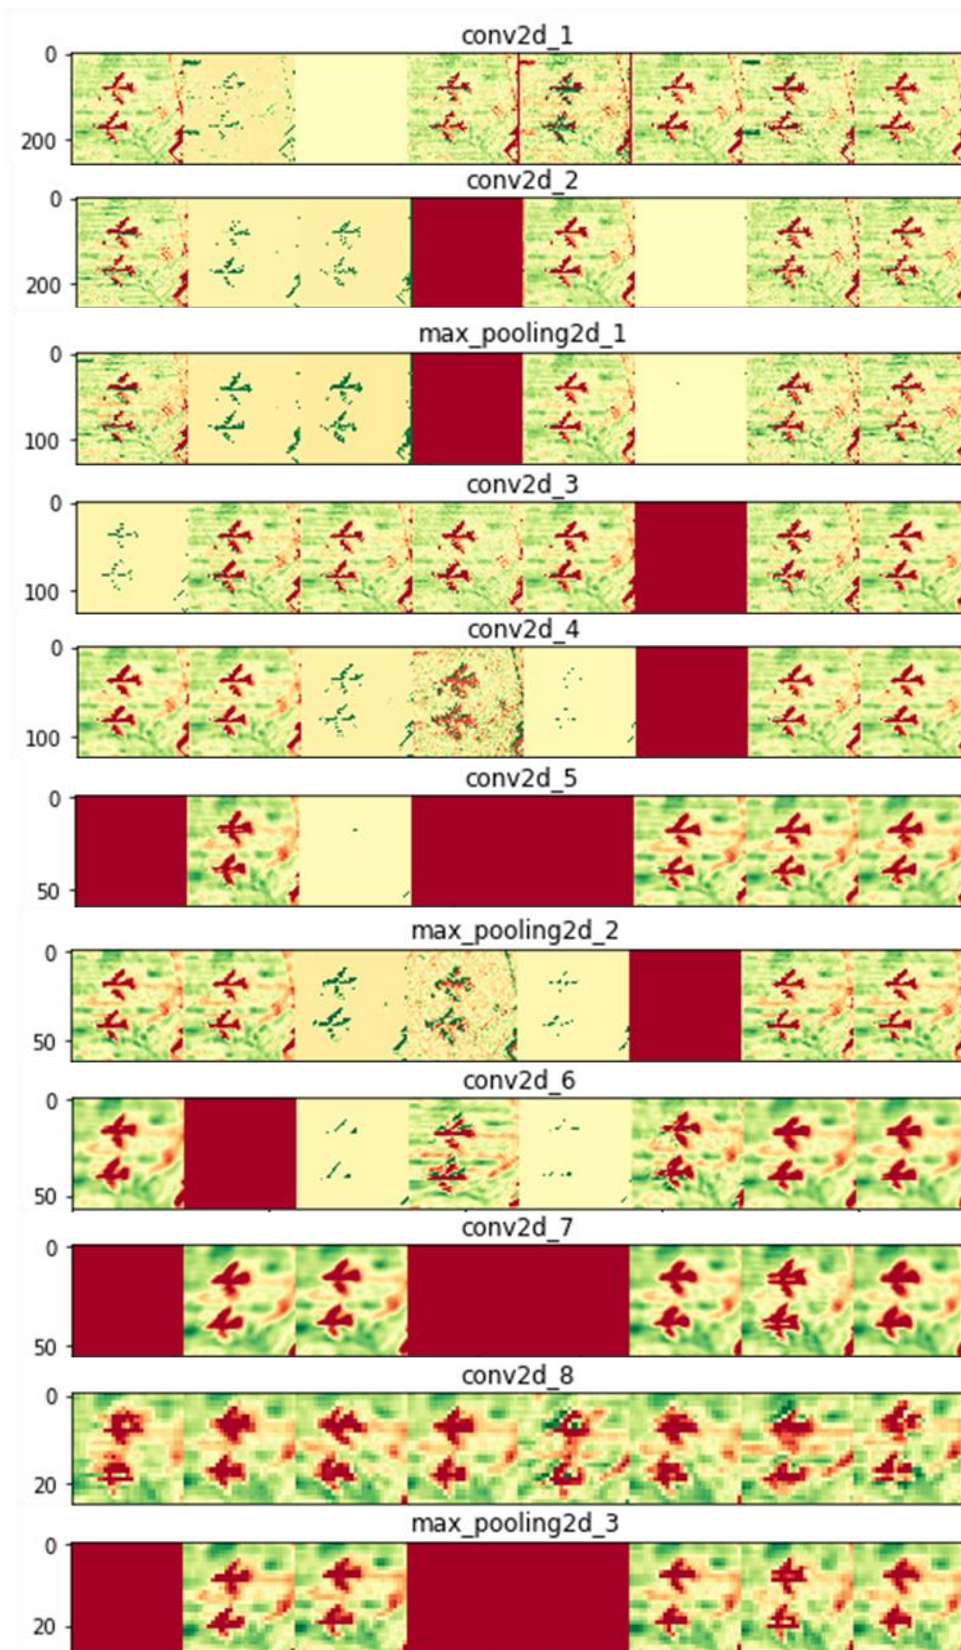 conv2d_1
0
200
conv2d_2
0
200
max_pooling2d_1
0
100
conv2d_3
0
100
conv2d_4
0
100
conv2d_5
0
50
max_pooling2d_2
0
50
conv2d_6
0
50
conv2d_7
0
50
conv2d_8
0
20
max_pooling2d_3
0
20